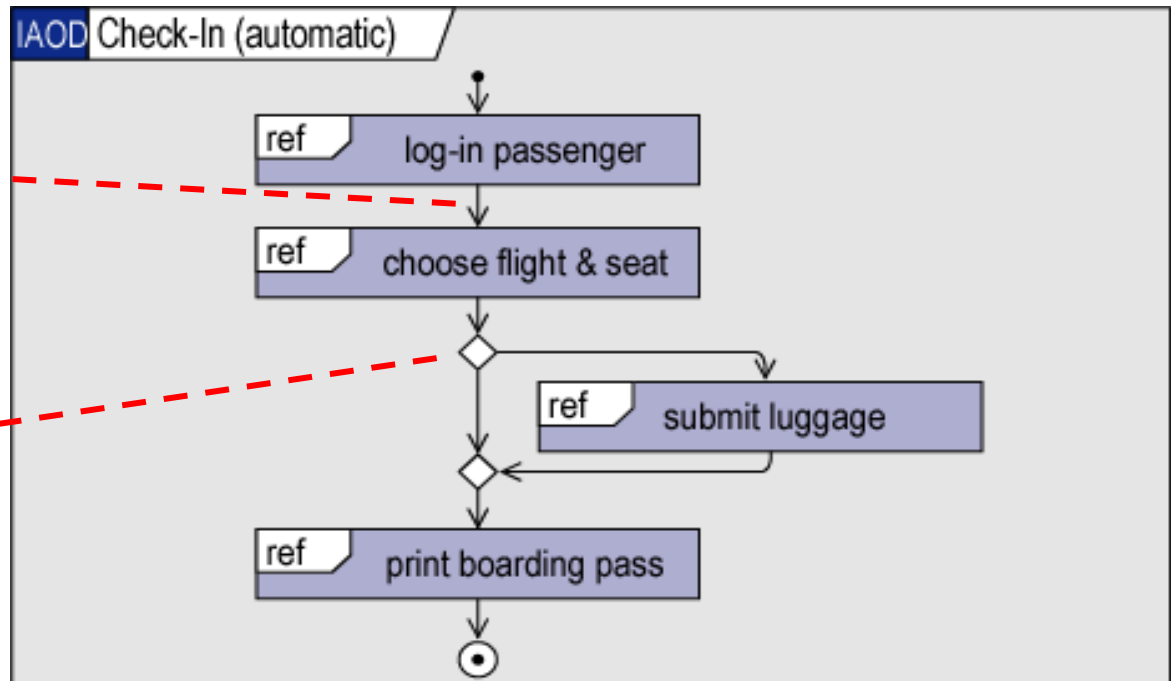 IAOD Check-In (automatic)
ref log-in passenger
ref choose flight & seat
ref submit luggage
ref print boarding pass